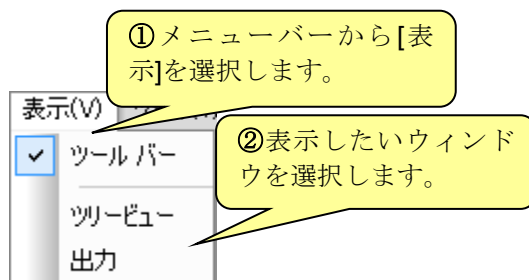 ①メニューバーから[表
示]を選択します。
表示(V)
②表示したいウィンド
ウを選択します。
ツール バー
ツリービュー
出力